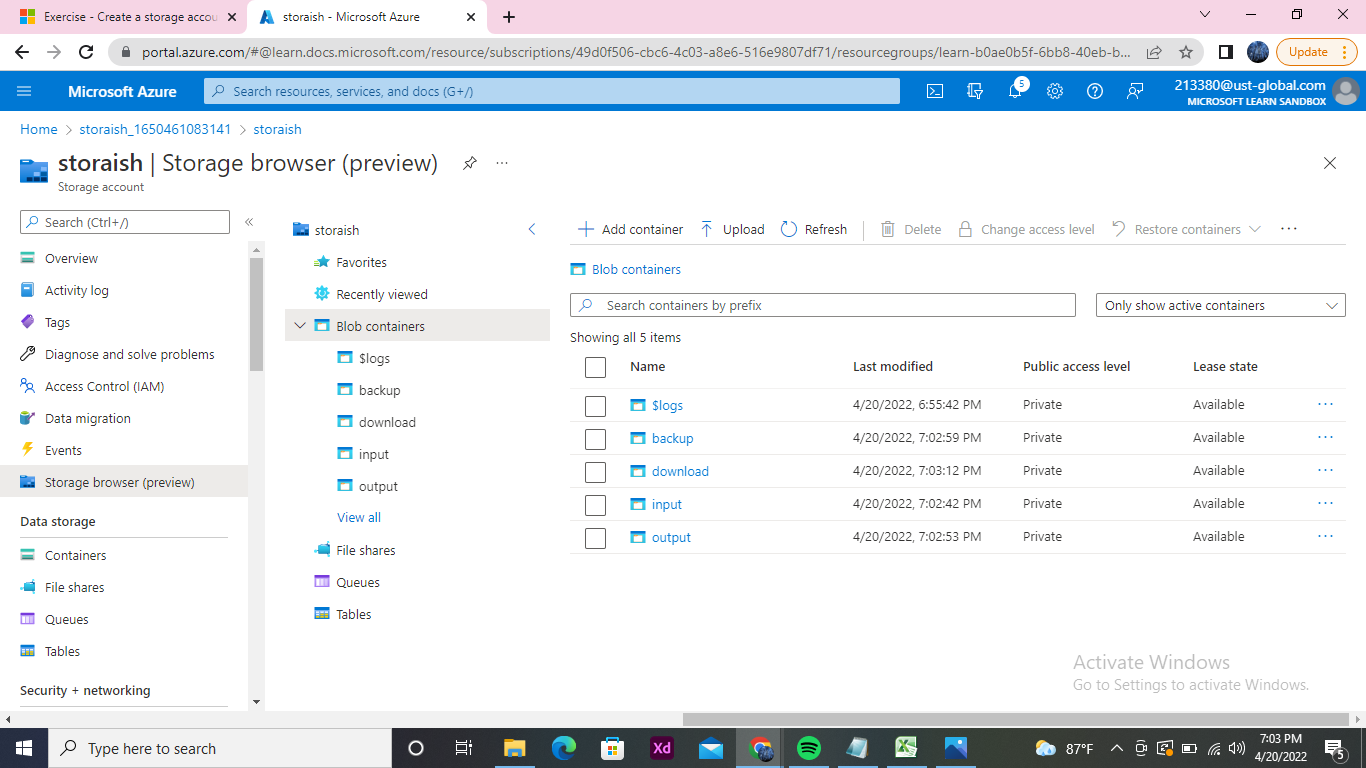 Exercise - Create a storage accou
storaish - Microsoft Azure
portal.azure.com/#@learn.docs.microsoft.com/resource/subscriptions/49d0f506-cbc6-4c03-a8e6-516e9807df71/resourcegroups/learn-b0ae0b5f-6bb8-40eb-b...
Update
Microsoft Azure
Search resources, services, and docs (G+/)
5
213380@ust-global.com
MICROSOFT LEARN SANDBOX
Home > storaish_1650461083141 > storaish
storaish | Storage browser (preview)
Storage account
Search (Ctrl+/)
Overview
Activity log
Tags
Diagnose and solve problems
Access Control (IAM)
Data migration
Events
Storage browser (preview)
Data storage
Containers
File shares
Queues
Tables
Security + networking
storaish
Favorites
Recently viewed
Blob containers
$logs
backup
download
input
output
View all
File shares
Queues
Tables
Add container Upload Refresh Delete Change access level Restore containers
Blob containers
Search containers by prefix
Only show active containers
Showing all 5 items
Name Last modified Public access level Lease state
$logs 4/20/2022, 6:55:42 PM Private Available
backup 4/20/2022, 7:02:59 PM Private Available
download 4/20/2022, 7:03:12 PM Private Available
input 4/20/2022, 7:02:42 PM Private Available
output 4/20/2022, 7:02:53 PM Private Available
Activate Windows
Go to Settings to activate Windows.
Type here to search
Xd
87°F
7:03 PM
4/20/2022
5